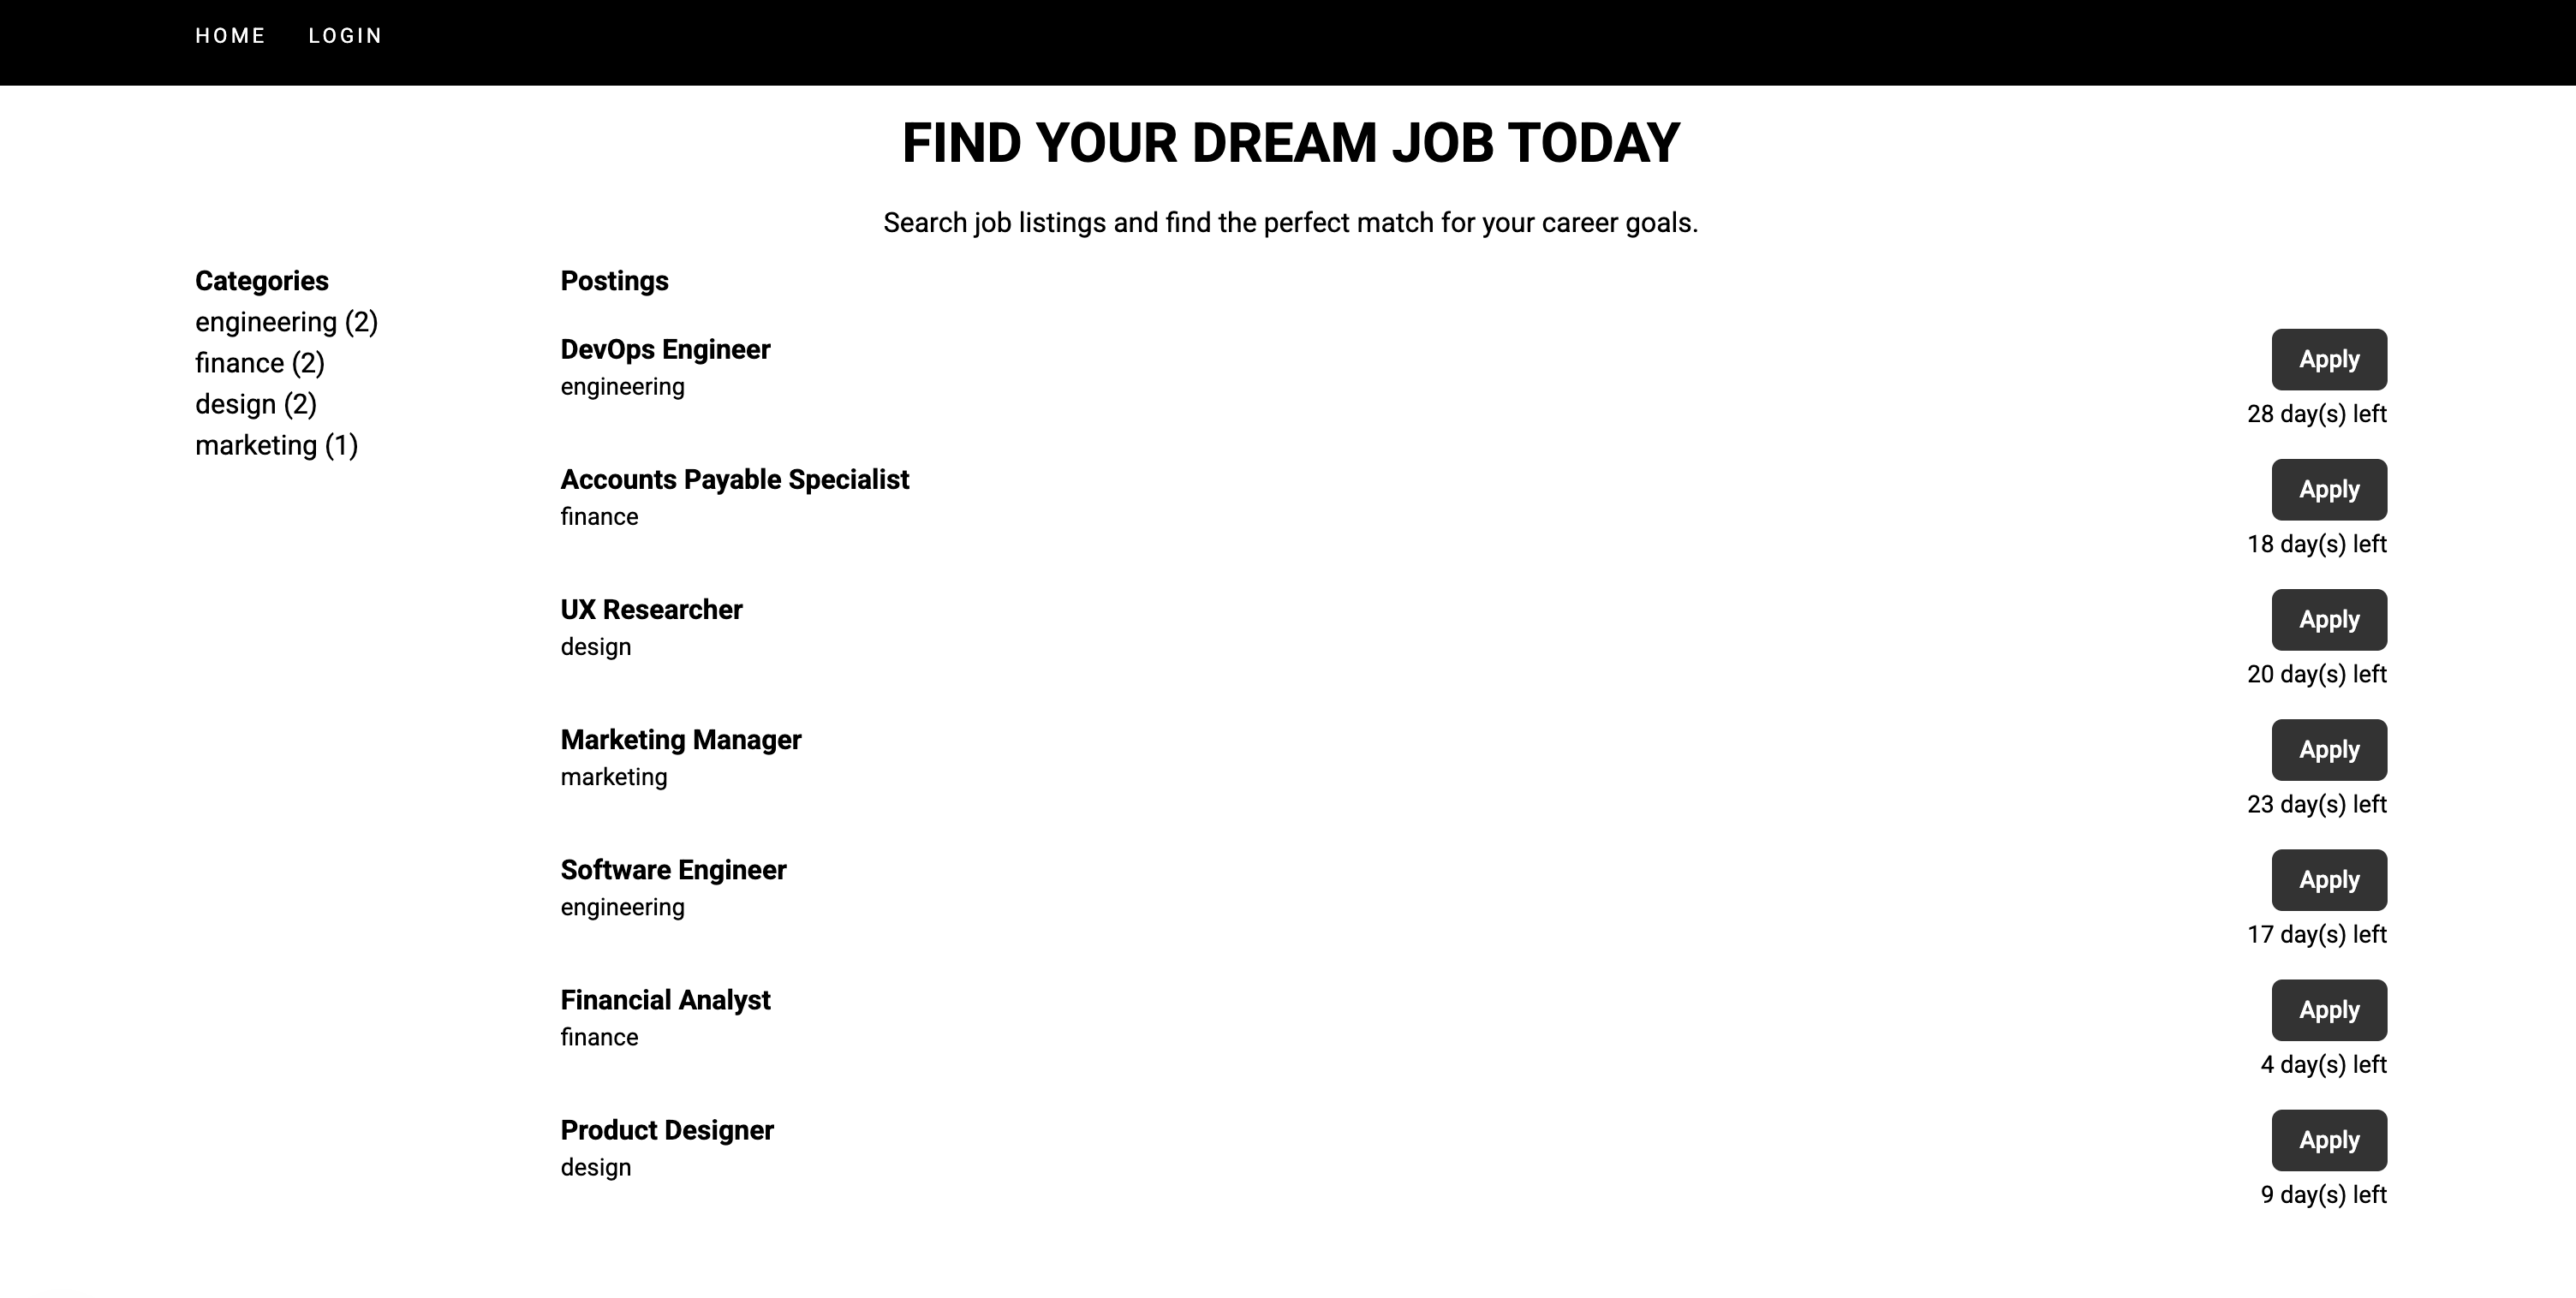 HOME LOGIN
FIND YOUR DREAM JOB TODAY
Search job listings and find the perfect match for your career goals.
Categories
engineering (2)
finance (2)
design (2)
marketing (1)
Postings
DevOps Engineer
engineering
Apply
28 day(s) left
Accounts Payable Specialist
finance
Apply
18 day(s) left
UX Researcher
design
Apply
20 day(s) left
Marketing Manager
marketing
Apply
23 day(s) left
Software Engineer
engineering
Apply
17 day(s) left
Financial Analyst
finance
Apply
4 day(s) left
Product Designer
design
Apply
9 day(s) left